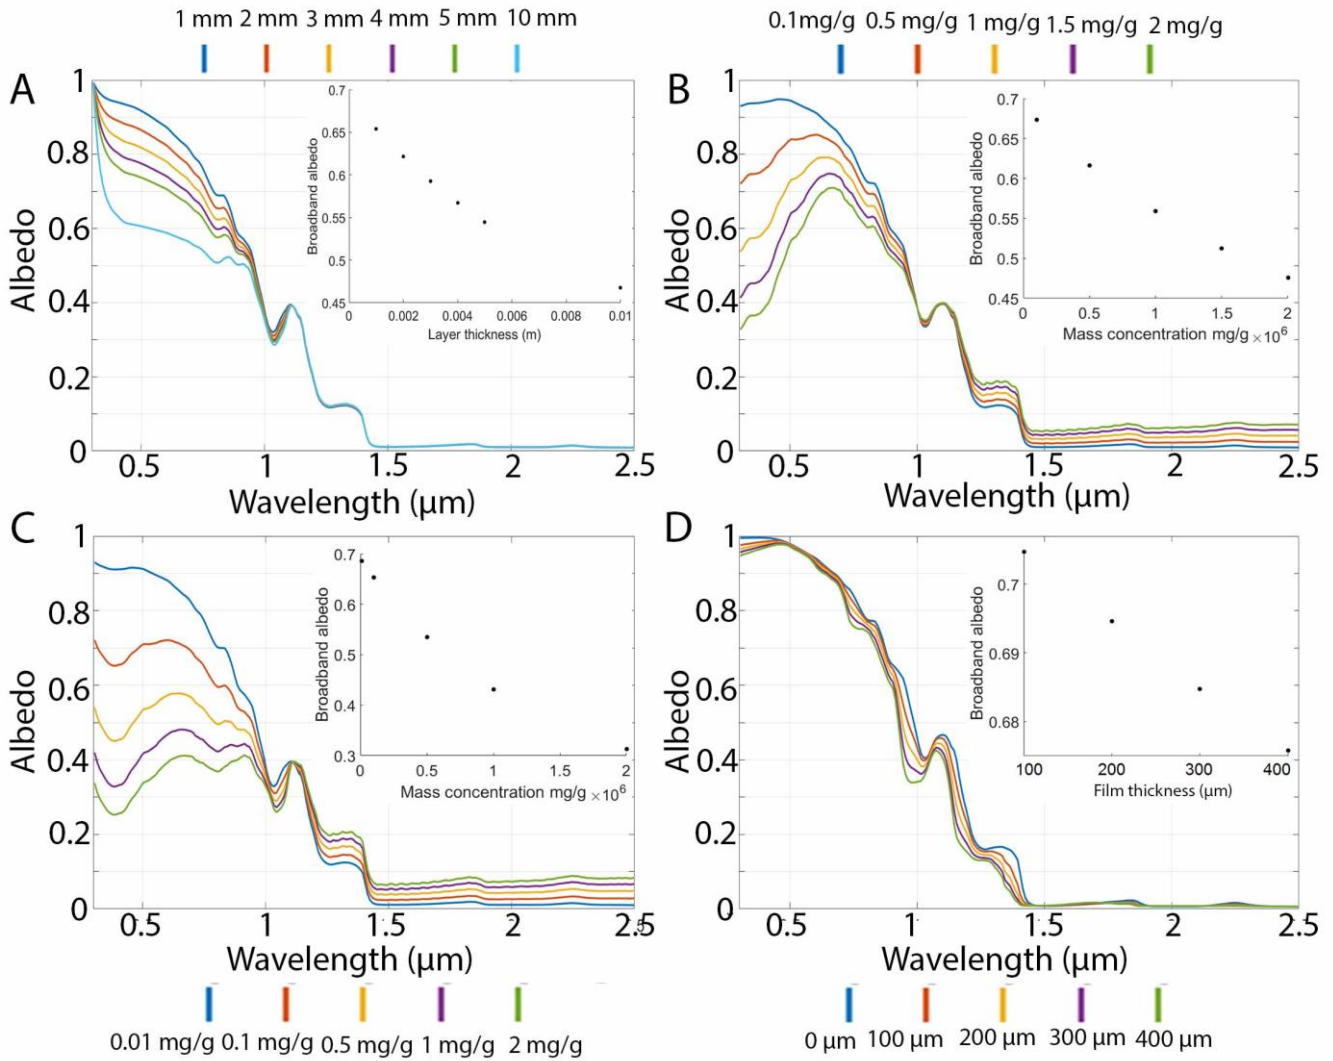 1 mm 2 mm 3 mm 4 mm 5 mm 10 mm
0.1mg/g 0.5 mg/g 1 mg/g 1.5 mg/g 2 mg/g
A
1
0.8
0.6
0.4
0.2
0
Albedo
0.5 1 1.5 2 2.5
Wavelength (µm)
0.7
0.65
0.6
0.55
0.5
0.45
Broadband albedo
0 0.002 0.004 0.006 0.008 0.01
Layer thickness (m)
B
1
0.8
0.6
0.4
0.2
0
Albedo
0.5 1 1.5 2 2.5
Wavelength (µm)
0.7
0.65
0.6
0.55
0.5
0.45
Broadband albedo
0 0.5 1 1.5 2
Mass concentration mg/g ×10⁶
C
1
0.8
0.6
0.4
0.2
0
Albedo
0.5 1 1.5 2 2.5
Wavelength (µm)
0.7
0.6
0.5
0.4
0.3
Broadband albedo
0 0.5 1 1.5 2
Mass concentration mg/g ×10⁶
D
1
0.8
0.6
0.4
0.2
0
Albedo
0.5 1 1.5 2 2.5
Wavelength (µm)
0.7
0.69
0.68
Broadband albedo
100 200 300 400
Film thickness (µm)
0.01 mg/g 0.1 mg/g 0.5 mg/g 1 mg/g 2 mg/g
0 µm 100 µm 200 µm 300 µm 400 µm